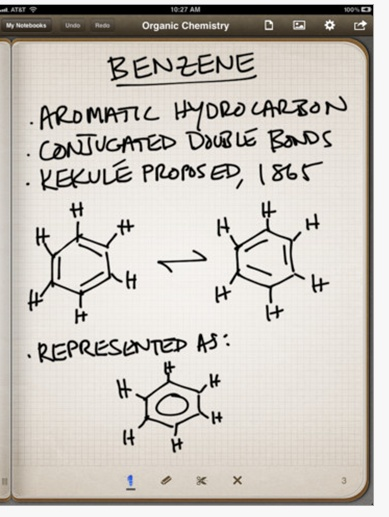 AT&T 10:27 AM 100%
My Notebooks Undo Redo Organic Chemistry
BENZENE
· AROMATIC HYDROCARBON
· CONJUGATED DOUBLE BONDS
· KEKULÉ PROPOSED, 1865
H
H H H H
H H
H H H
H H
· REPRESENTED AS:
H
H H
H
H H
3